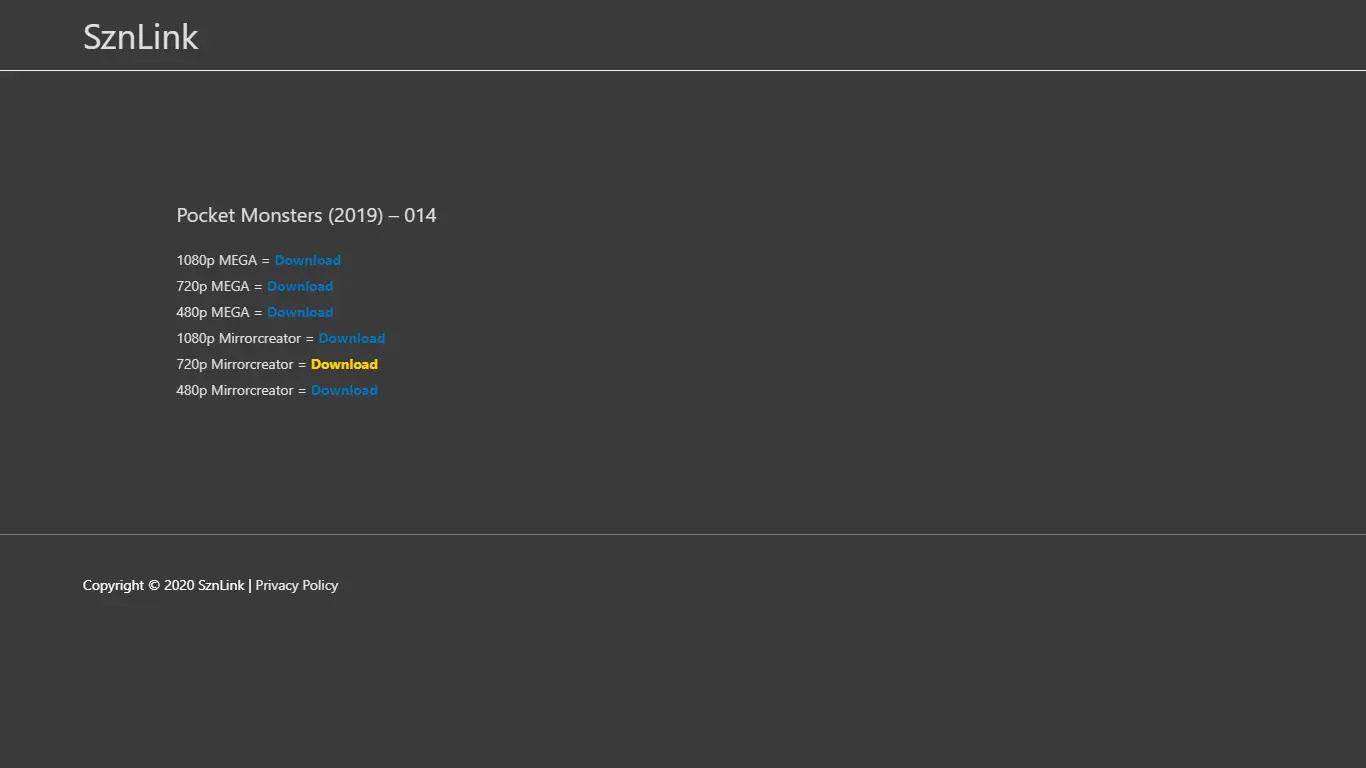 SznLink
Pocket Monsters (2019) – 014
1080p MEGA = Download
720p MEGA = Download
480p MEGA = Download
1080p Mirrorcreator = Download
720p Mirrorcreator = Download
480p Mirrorcreator = Download
Copyright © 2020 SznLink | Privacy Policy